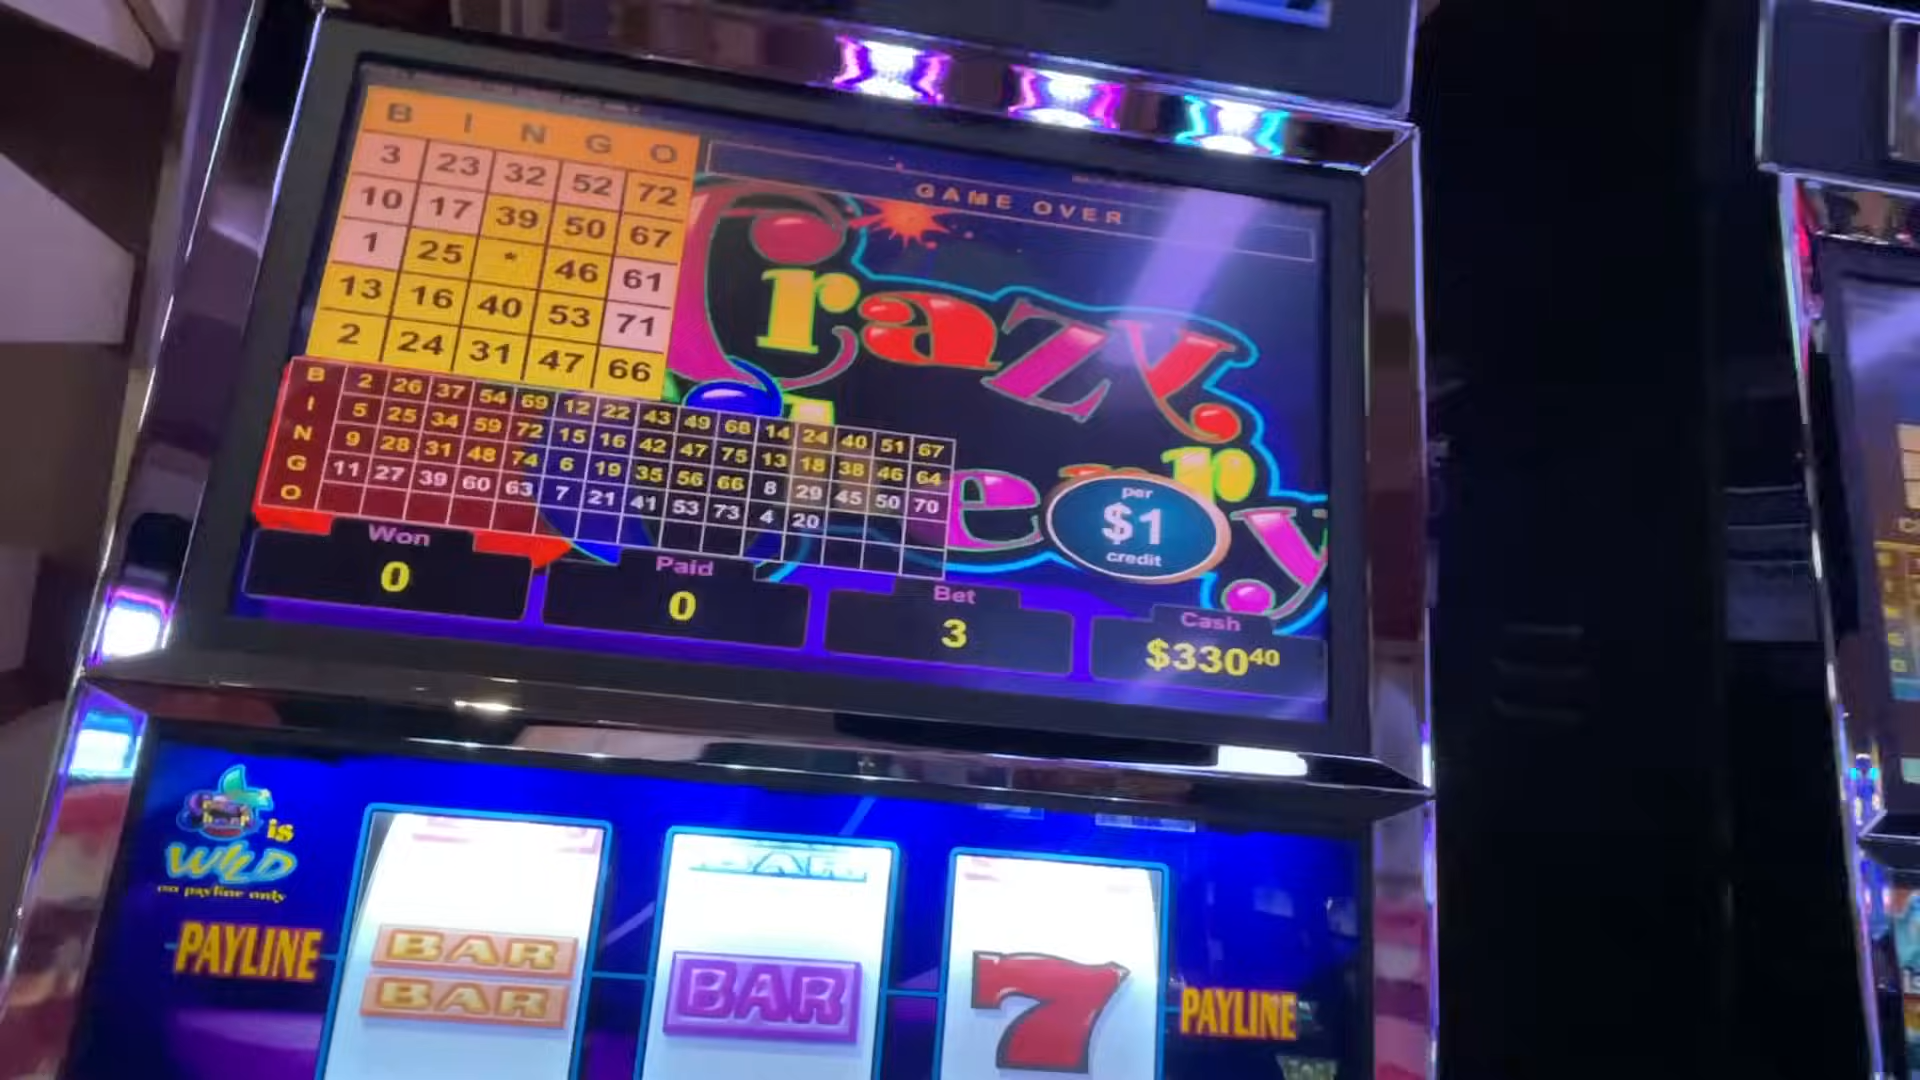 B I N G O
3 23 32 52 72
10 17 39 50 67
1 25 * 46 61
13 16 40 53 71
2 24 31 47 66
GAME OVER
Crazy
B 2 26 37 54 69 12 22 43 49 68 14 24 40 51 67
I 5 25 34 59 72 15 16 42 47 75 13 18 38 46 64
N 9 28 31 48 74 6 19 35 56 66 8 29 45 50 70
G 11 27 39 60 63 7 21 41 53 73 4 20
O
per
$1
credit
Won
0
Paid
0
Bet
3
Cash
$330⁴⁰
is
WILD
on payline only
PAYLINE
BAR
BAR
BAR
BAR
7
PAYLINE